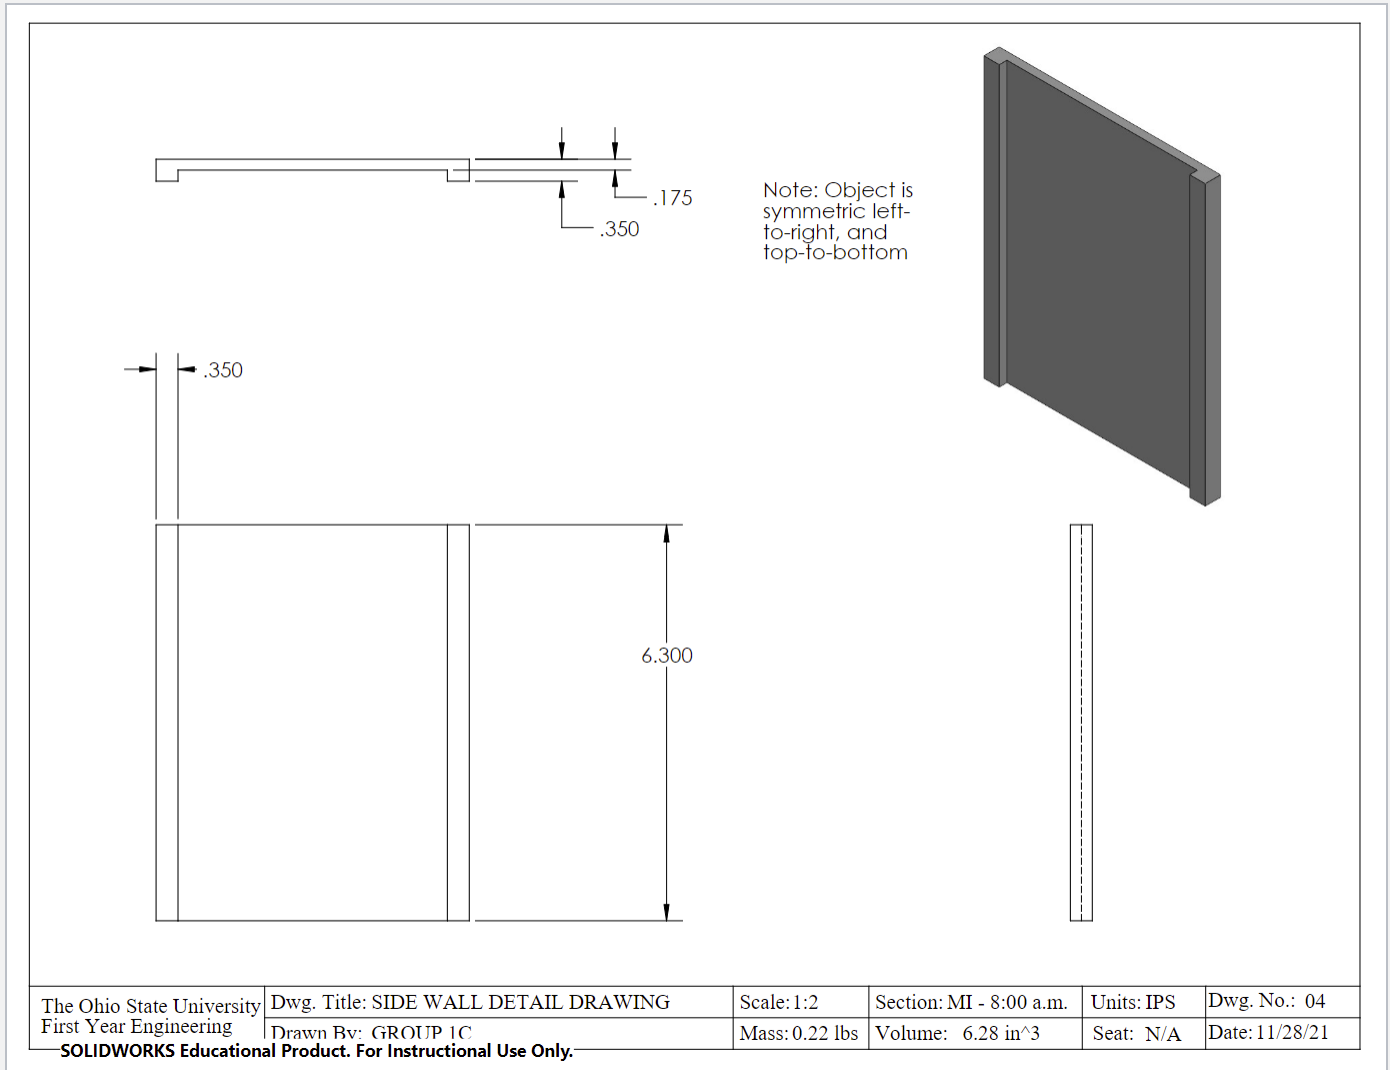 .175
.350
Note: Object is
symmetric left-
to-right, and
top-to-bottom
.350
6.300
The Ohio State University
First Year Engineering
Dwg. Title: SIDE WALL DETAIL DRAWING
Drawn By: GROUP 1C
Scale: 1:2
Mass: 0.22 lbs
Section: MI - 8:00 a.m.
Volume: 6.28 in^3
Units: IPS
Seat: N/A
Dwg. No.: 04
Date: 11/28/21
SOLIDWORKS Educational Product. For Instructional Use Only.